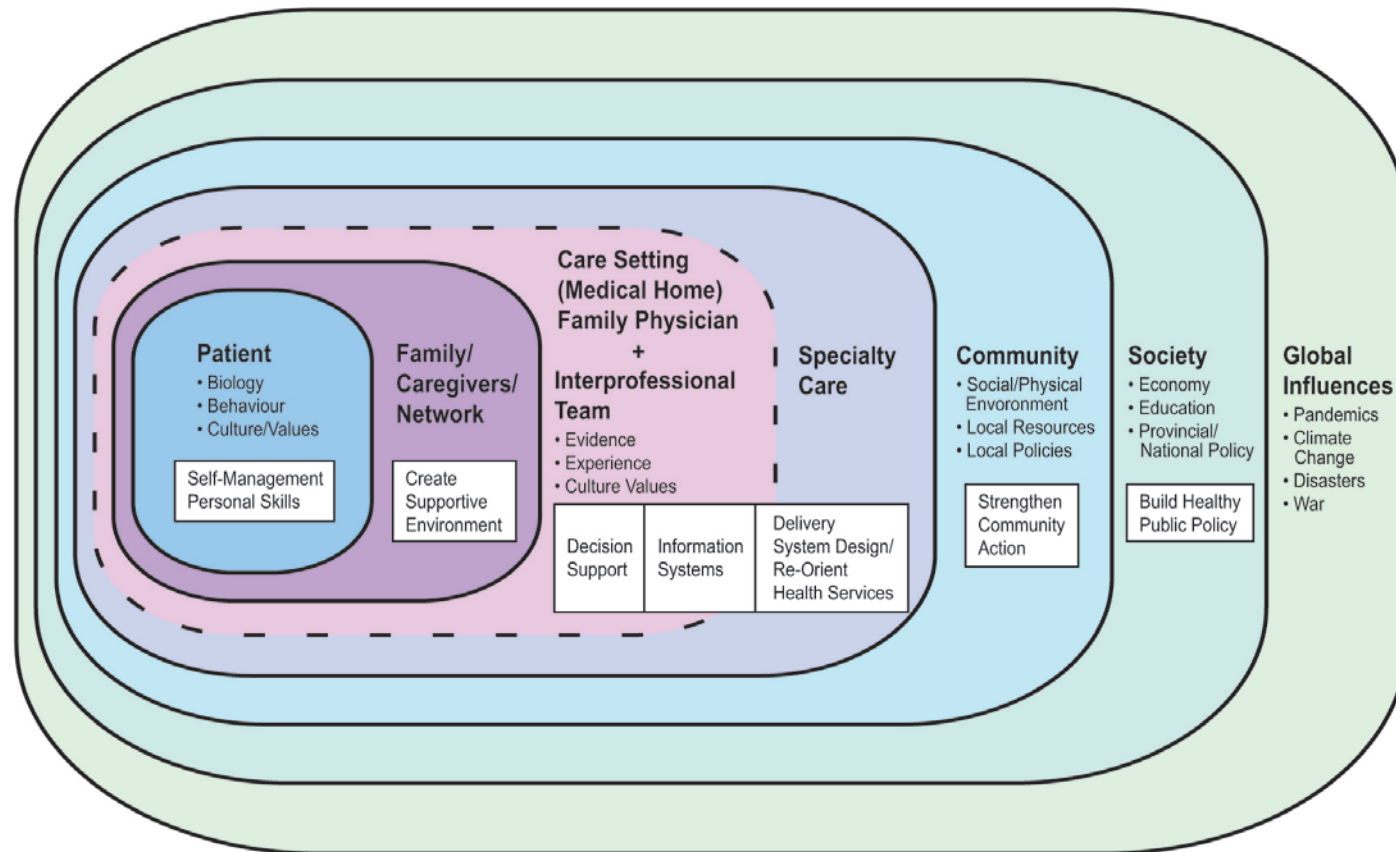 Patient
• Biology
• Behaviour
• Culture/Values
Self-Management
Personal Skills
Family/
Caregivers/
Network
Create
Supportive
Environment
Care Setting
(Medical Home)
Family Physician
+
Interprofessional
Team
• Evidence
• Experience
• Culture Values
Decision
Support
Information
Systems
Delivery
System Design/
Re-Orient
Health Services
Specialty
Care
Community
• Social/Physical
Envoronment
• Local Resources
• Local Policies
Strengthen
Community
Action
Society
• Economy
• Education
• Provincial/
National Policy
Build Healthy
Public Policy
Global
Influences
• Pandemics
• Climate
Change
• Disasters
• War